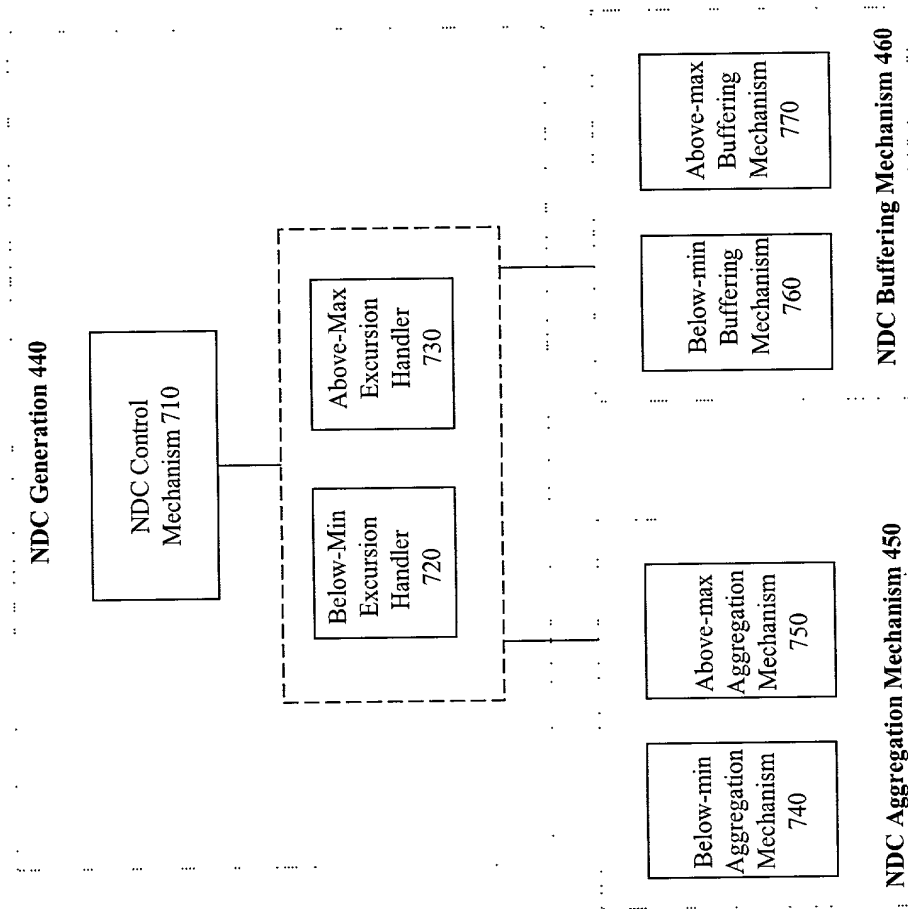 NDC Generation 440
NDC Control
Mechanism 710
Below-Min
Excursion
Handler
720
Above-Max
Excursion
Handler
730
Below-min
Aggregation
Mechanism
740
Above-max
Aggregation
Mechanism
750
NDC Aggregation Mechanism 450
Below-min
Buffering
Mechanism
760
Above-max
Buffering
Mechanism
770
NDC Buffering Mechanism 460